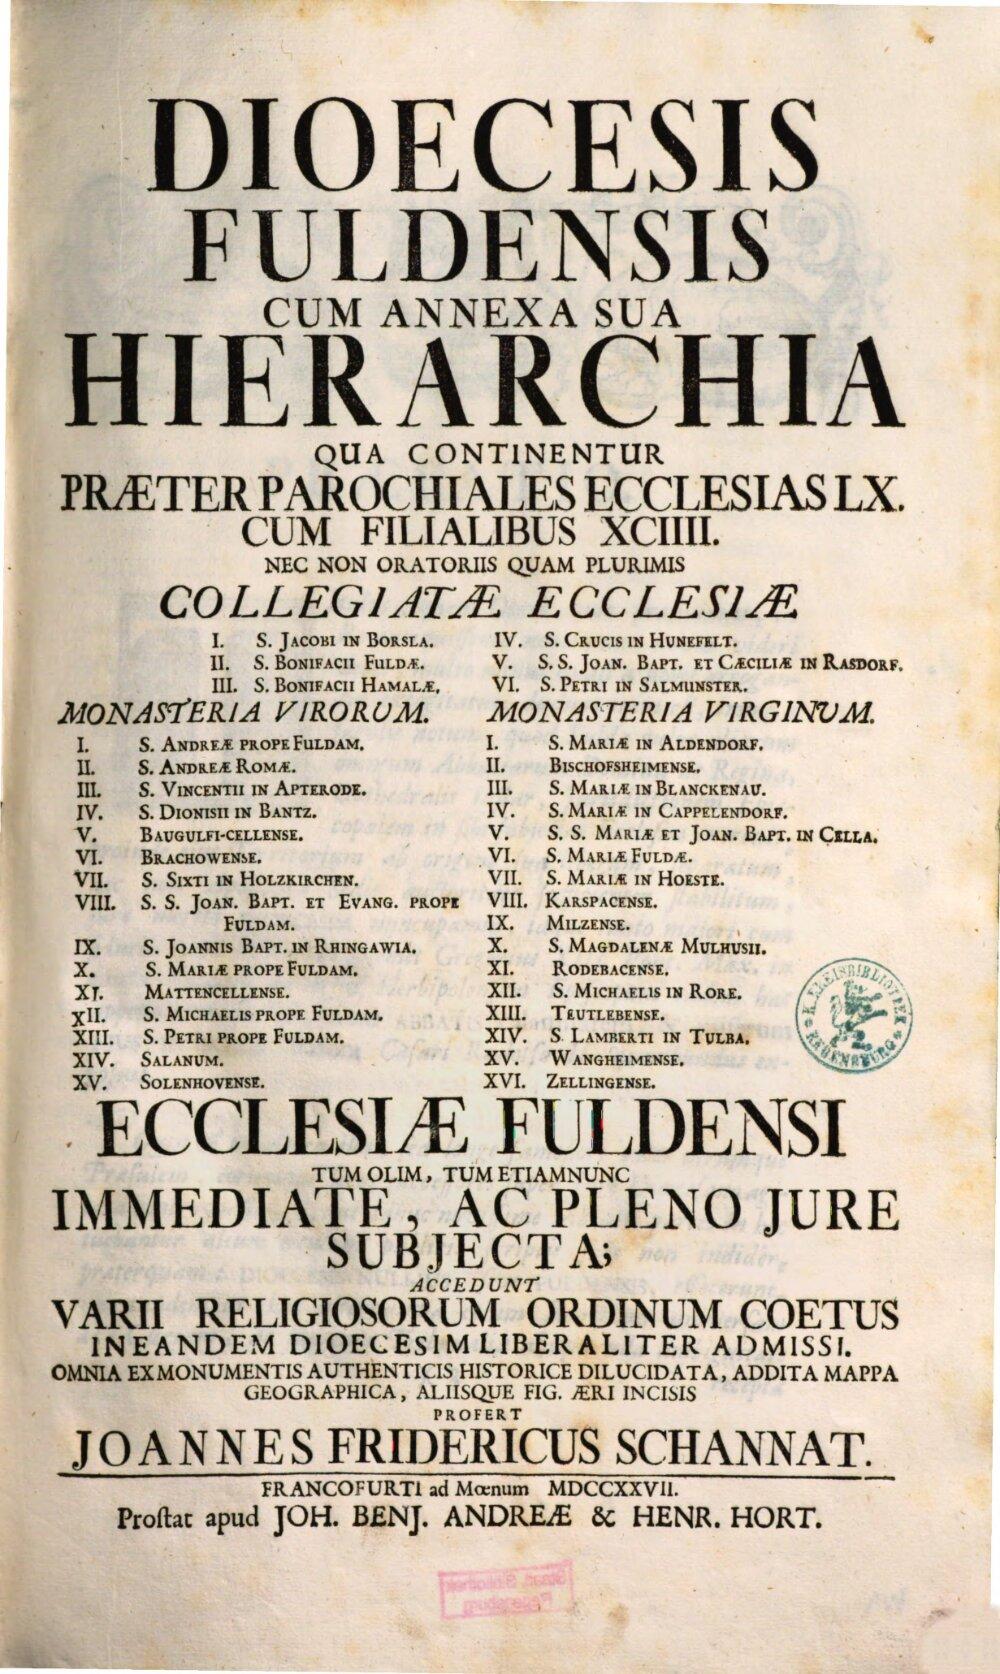 DIOECESIS
FULDENSIS
CUM ANNEXA SUA
HIERARCHIA
QUA CONTINENTUR
PRÆTER PAROCHIALES ECCLESIAS LX.
CUM FILIALIBUS XCIIII.
NEC NON ORATORIIS QUAM PLURIMIS
COLLEGIATÆ ECCLESIÆ
I. S. JACOBI IN BORSLA.
II. S. BONIFACII FULDÆ.
III. S. BONIFACII HAMALÆ.
IV. S. CRUCIS IN HUNEFELT.
V. S. S. JOAN. BAPT. ET CÆCILIÆ IN RASDORF.
VI. S. PETRI IN SALMUNSTER.
MONASTERIA VIRORUM.
I. S. ANDREÆ PROPE FULDAM.
II. S. ANDREÆ ROMÆ.
III. S. VINCENTII IN APTERODE.
IV. S. DIONISII IN BANTZ.
V. BAUGULFI-CELLENSE.
VI. BRACHOWENSE.
VII. S. SIXTI IN HOLZKIRCHEN.
VIII. S. S. JOAN. BAPT. ET EVANG. PROPE
FULDAM.
IX. S. JOANNIS BAPT. IN RHINGAWIA.
X. S. MARIÆ PROPE FULDAM.
XI. MATTENCELLENSE.
XII. S. MICHAELIS PROPE FULDAM.
XIII. S. PETRI PROPE FULDAM.
XIV. SALANUM.
XV. SOLENHOVENSE.
MONASTERIA VIRGINUM.
I. S. MARIÆ IN ALDENDORF.
II. BISCHOFSHEIMENSE.
III. S. MARIÆ IN BLANCKENAU.
IV. S. MARIÆ IN CAPPELENDORF.
V. S. S. MARIÆ ET JOAN. BAPT. IN CELLA.
VI. S. MARIÆ FULDÆ.
VII. S. MARIÆ IN HOESTE.
VIII. KARSPACENSE.
IX. MILZENSE.
X. S. MAGDALENÆ MULHUSII.
XI. RODEBACENSE.
XII. S. MICHAELIS IN RORE.
XIII. TEUTLEBENSE.
XIV. S. LAMBERTI IN TULBA.
XV. WANGHEIMENSE.
XVI. ZELLINGENSE.
K. KREISBIBLIOTHEK REGENSBURG
ECCLESIÆ FULDENSI
TUM OLIM, TUM ETIAMNUNC
IMMEDIATE, AC PLENO JURE
SUBJECTA;
ACCEDUNT
VARII RELIGIOSORUM ORDINUM COETUS
IN EANDEM DIOECESIM LIBERALITER ADMISSI.
OMNIA EX MONUMENTIS AUTHENTICIS HISTORICE DILUCIDATA, ADDITA MAPPA
GEOGRAPHICA, ALIISQUE FIG. ÆRI INCISIS
PROFERT
JOANNES FRIDERICUS SCHANNAT.
FRANCOFURTI ad Mœnum MDCCXXVII.
Proſtat apud JOH. BENJ. ANDREÆ & HENR. HORT.
Staatl. Bibliothek
Regensburg